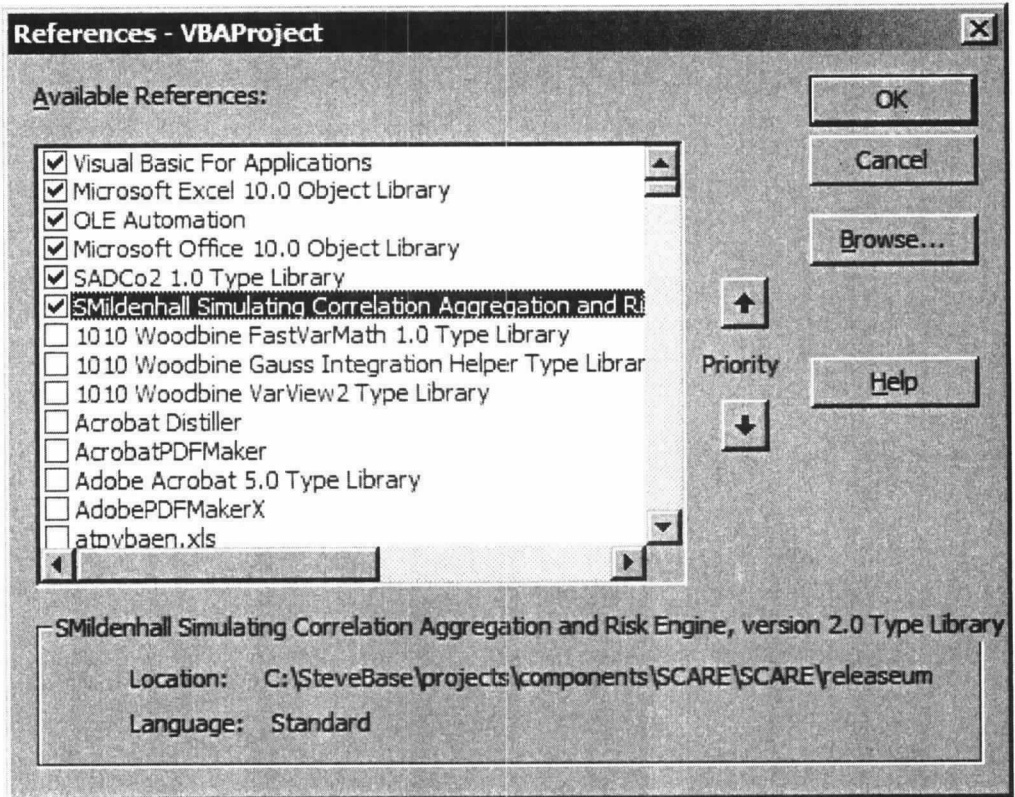 References - VBAProject
Available References:
Visual Basic For Applications
Microsoft Excel 10.0 Object Library
OLE Automation
Microsoft Office 10.0 Object Library
SADCo2 1.0 Type Library
SMildenhall Simulating Correlation Aggregation and Ri
1010 Woodbine FastVarMath 1.0 Type Library
1010 Woodbine Gauss Integration Helper Type Librar
1010 Woodbine VarView2 Type Library
Acrobat Distiller
AcrobatPDFMaker
Adobe Acrobat 5.0 Type Library
AdobePDFMakerX
atpvbaen.xls
OK
Cancel
Browse...
Priority
Help
SMildenhall Simulating Correlation Aggregation and Risk Engine, version 2.0 Type Library
Location: C:\SteveBase\projects\components\SCARE\SCARE\releaseum
Language: Standard